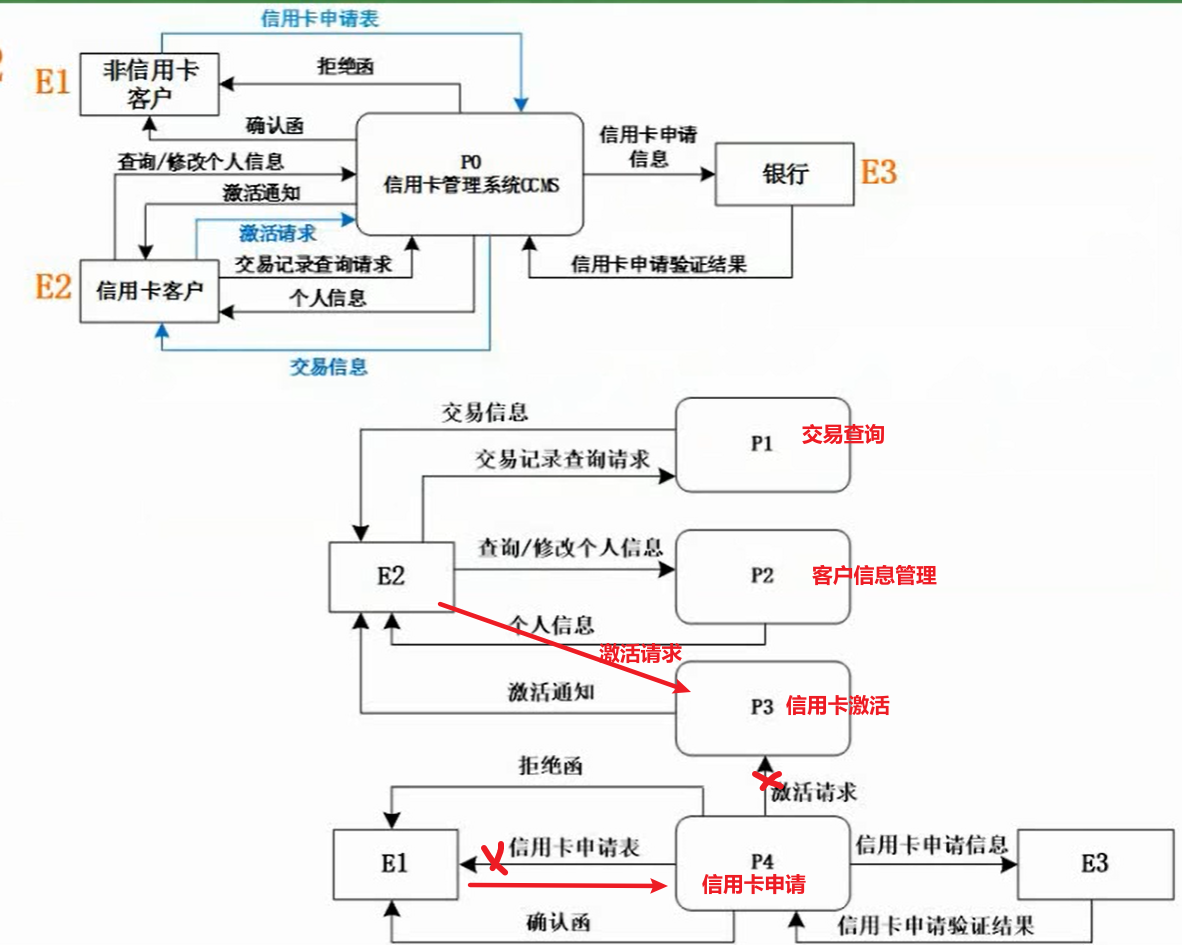 信用卡申请表
E1
非信用卡
客户
拒绝函
确认函
查询/修改个人信息
激活通知
激活请求
交易记录查询请求
E2
信用卡客户
个人信息
交易信息
P0
信用卡管理系统CCMS
信用卡申请
信息
银行
E3
信用卡申请验证结果
交易信息
P1
交易查询
交易记录查询请求
E2
查询/修改个人信息
P2
客户信息管理
个人信息
激活请求
激活通知
P3
信用卡激活
拒绝函
激活请求
E1
信用卡申请表
P4
信用卡申请
信用卡申请信息
E3
确认函
信用卡申请验证结果